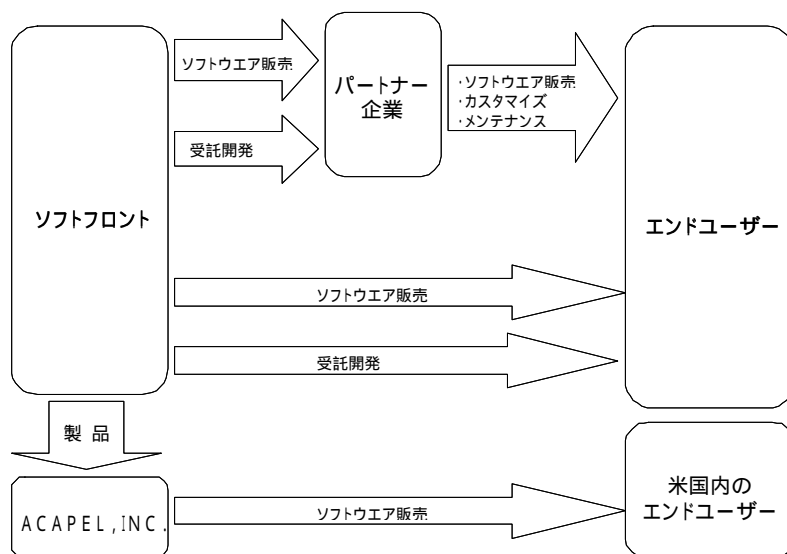 ソフトウエア販売
パートナー
企業
・ソフトウエア販売
・カスタマイズ
・メンテナンス
受託開発
ソフトフロント
エンドユーザー
ソフトウエア販売
受託開発
製 品
米国内の
エンドユーザー
ACAPEL,INC.
ソフトウエア販売